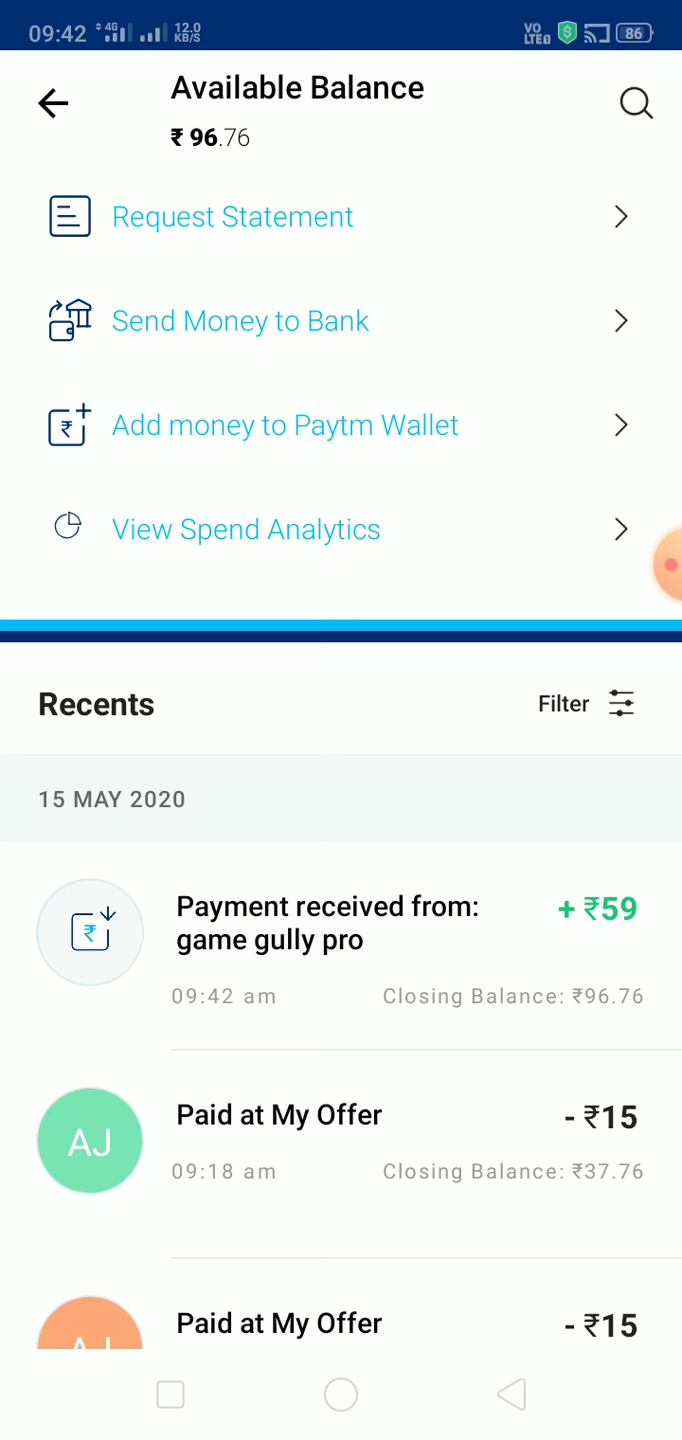 09:42 4G 12.0 KB/S VO LTE 86
Available Balance
₹ 96.76
Request Statement
Send Money to Bank
Add money to Paytm Wallet
View Spend Analytics
Recents
Filter
15 MAY 2020
Payment received from: + ₹59
game gully pro
09:42 am Closing Balance: ₹96.76
AJ
Paid at My Offer - ₹15
09:18 am Closing Balance: ₹37.76
Paid at My Offer - ₹15